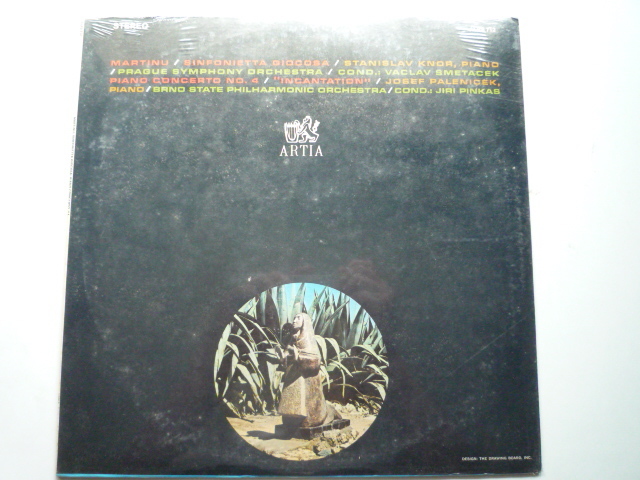 STEREO
MARTINU / SINFONIETTA GIOCOSA / STANISLAV KNOR, PIANO
/ PRAGUE SYMPHONY ORCHESTRA / COND.: VACLAV SMETACEK
PIANO CONCERTO NO. 4 / "INCANTATION" / JOSEF PALENICEK,
PIANO / BRNO STATE PHILHARMONIC ORCHESTRA / COND.: JIRI PINKAS
ARTIA
DESIGN: THE DRAWING BOARD, INC.